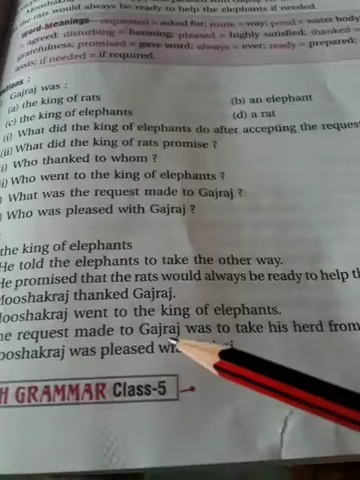 the rats would always be ready to help the elephants if needed.
Word-Meanings—requested = asked for; route = way; pond = water body
= agreed; disturbing = harming; pleased = highly satisfied; thanked =
gratefulness; promised = gave word; always = ever; ready = prepared;
assis; if needed = if required.
Gajraj was :
(a) the king of rats (b) an elephant
(c) the king of elephants (d) a rat
(i) What did the king of elephants do after accepting the reques
(ii) What did the king of rats promise ?
i) Who thanked to whom ?
i) Who went to the king of elephants ?
) What was the request made to Gajraj ?
) Who was pleased with Gajraj ?
the king of elephants
He told the elephants to take the other way.
He promised that the rats would always be ready to help th
Mooshakraj thanked Gajraj.
Mooshakraj went to the king of elephants.
he request made to Gajraj was to take his herd from
ooshakraj was pleased
H GRAMMAR Class-5